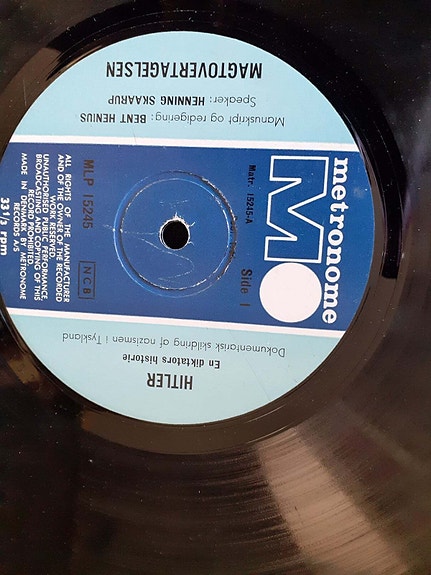 metronome
M
HITLER
En diktators historie
Dokumentarisk skildring af nazismen i Tyskland
Side 1
Matr. 15245-A
NCB
MLP 15245
ALL RIGHTS OF THE MANUFACTURER
AND OF THE OWNER OF THE RECORDED
WORK RESERVED.
UNAUTHORISED PUBLIC PERFORMANCE,
BROADCASTING AND COPYING OF THIS
RECORD PROHIBITED.
MADE IN DENMARK BY METRONOME
RECORDS A/S
33 1/3 rpm
Manuskript og redigering: BENT HENIUS
Speaker: HENNING SKAARUP
MAGTOVERTAGELSEN